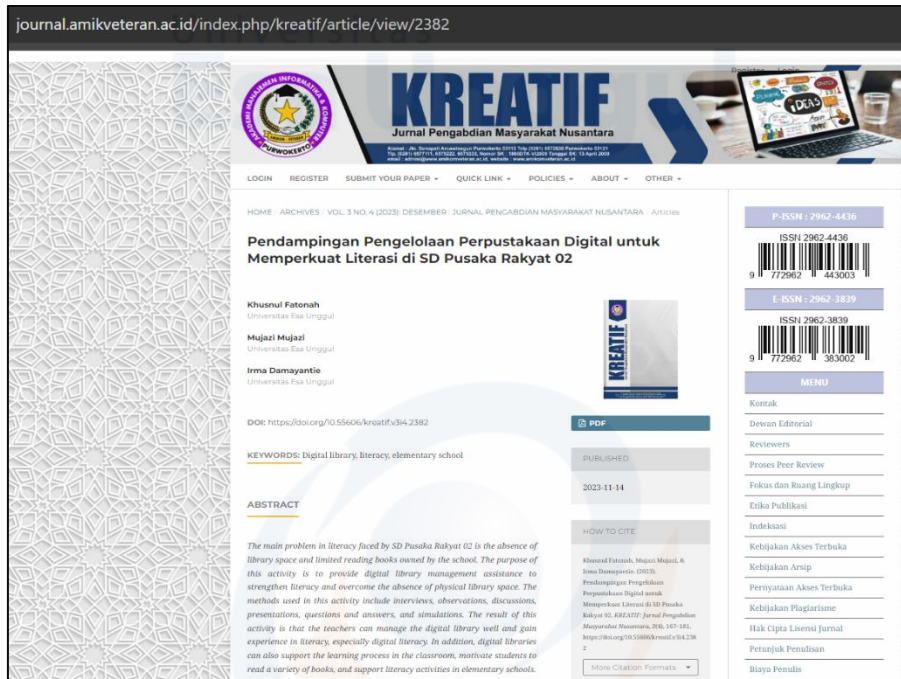 journal.amikveteran.ac.id/index.php/kreatif/article/view/2382
Universitas
Register Login
AKADEMI MANAJEMEN INFORMATIKA & KOMPUTER
PURWOKERTO
KREATIF
Jurnal Pengabdian Masyarakat Nusantara
IDEAS
LOGIN REGISTER SUBMIT YOUR PAPER QUICK LINK POLICIES ABOUT OTHER
HOME / ARCHIVES / VOL. 3 NO. 4 (2023): DESEMBER : JURNAL PENGABDIAN MASYARAKAT NUSANTARA / Articles
Pendampingan Pengelolaan Perpustakaan Digital untuk
Memperkuat Literasi di SD Pusaka Rakyat 02
Khusnul Fatonah
Universitas Esa Unggul
Mujazi Mujazi
Universitas Esa Unggul
Irma Damayantie
Universitas Esa Unggul
DOI: https://doi.org/10.55606/kreatif.v3i4.2382
KEYWORDS: Digital library, literacy, elementary school
ABSTRACT
The main problem in literacy faced by SD Pusaka Rakyat 02 is the absence of
library space and limited reading books owned by the school. The purpose of
this activity is to provide digital library management assistance to
strengthen literacy and overcome the absence of physical library space. The
methods used in this activity include interviews, observations, discussions,
presentations, questions and answers, and simulations. The result of this
activity is that the teachers can manage the digital library well and gain
experience in literacy, especially digital literacy. In addition, digital libraries
can also support the learning process in the classroom, motivate students to
read a variety of books, and support literacy activities in elementary schools.
KREATIF
PDF
PUBLISHED
2023-11-14
HOW TO CITE
Khusnul Fatonah, Mujazi Mujazi, &
Irma Damayantie. (2023).
Pendampingan Pengelolaan
Perpustakaan Digital untuk
Memperkuat Literasi di SD Pusaka
Rakyat 02. KREATIF: Jurnal Pengabdian
Masyarakat Nusantara, 3(4), 167–181.
https://doi.org/10.55606/kreatif.v3i4.238
2
More Citation Formats
P-ISSN : 2962-4436
ISSN 2962-4436
9 772962 443003
E-ISSN : 2962-3839
ISSN 2962-3839
9 772962 383002
MENU
Kontak
Dewan Editorial
Reviewers
Proses Peer Review
Fokus dan Ruang Lingkup
Etika Publikasi
Indeksasi
Kebijakan Akses Terbuka
Kebijakan Arsip
Pernyataan Akses Terbuka
Kebijakan Plagiarisme
Hak Cipta Lisensi Jurnal
Petunjuk Penulisan
Biaya Penulis